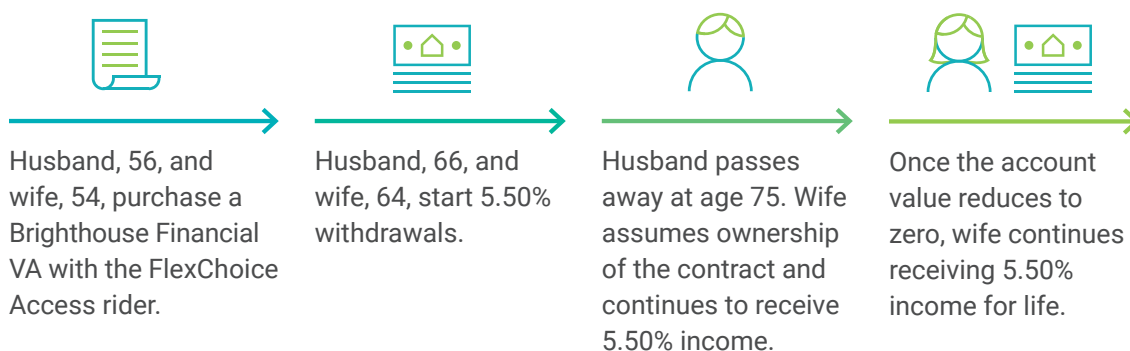 Husband, 56, and
wife, 54, purchase a
Brighthouse Financial
VA with the FlexChoice
Access rider.
Husband, 66, and
wife, 64, start 5.50%
withdrawals.
Husband passes
away at age 75. Wife
assumes ownership
of the contract and
continues to receive
5.50% income.
Once the account
value reduces to
zero, wife continues
receiving 5.50%
income for life.